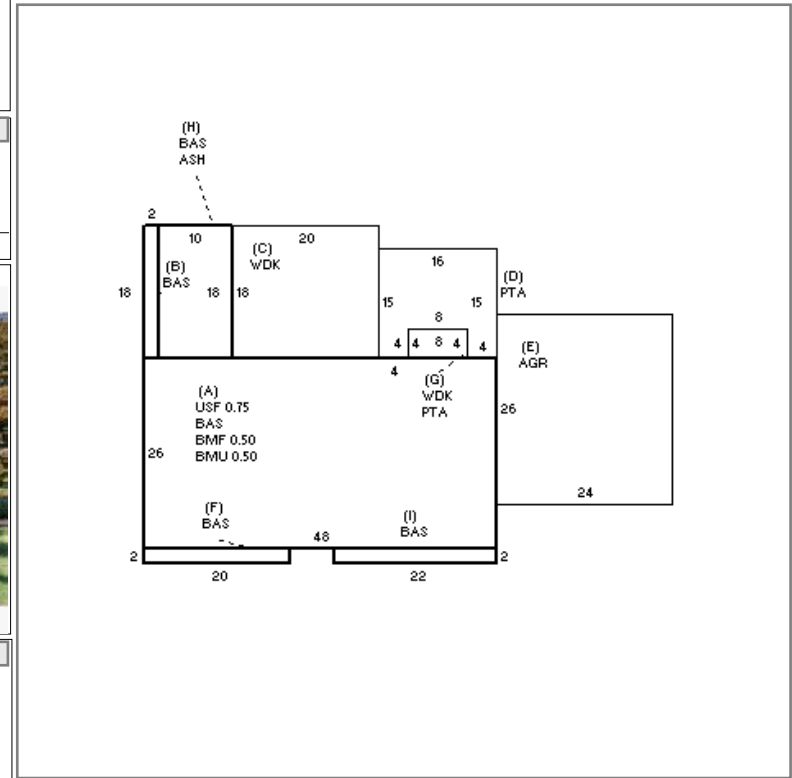 (H)
BAS
ASH
2
10
20
(C)
WDK
(B)
BAS
18
18
18
16
(D)
PTA
15
15
8
4
4
8
4
4
4
(G)
WDK
PTA
(E)
AGR
(A)
USF 0.75
BAS
BMF 0.50
BMU 0.50
26
26
24
(F)
BAS
(I)
BAS
48
2
2
20
22